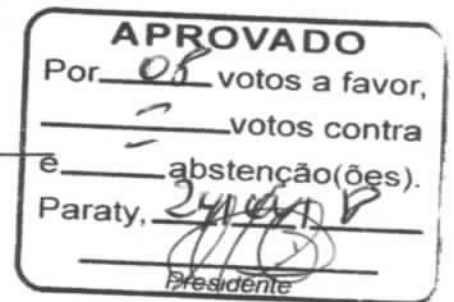 APROVADO
Por 08 votos a favor,
- votos contra
e - abstenção(ões).
Paraty,
Presidente